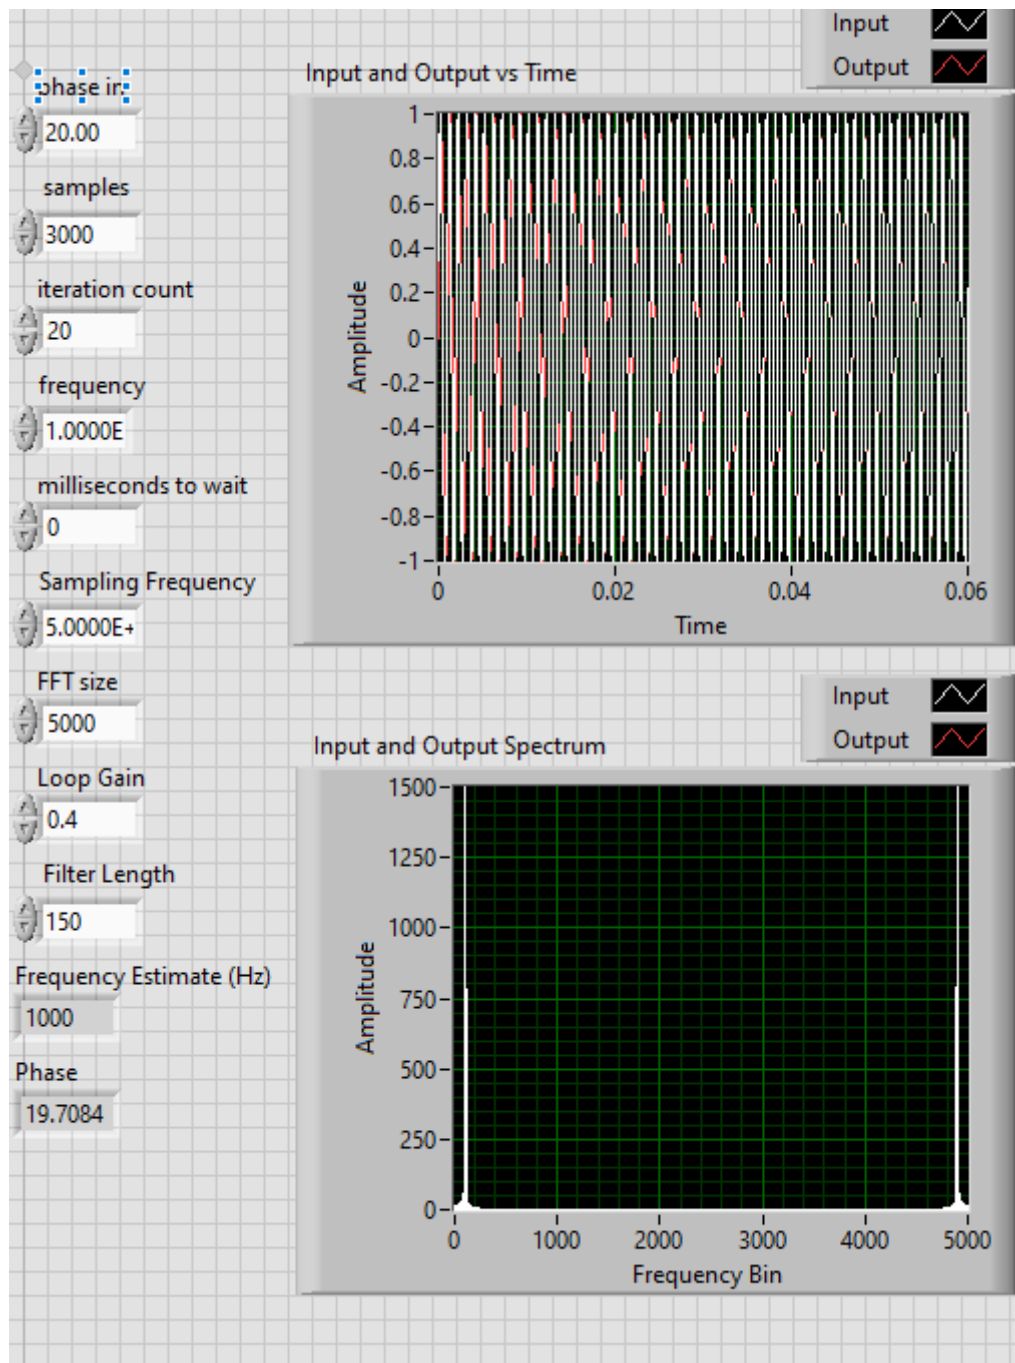 phase in
20.00
samples
3000
iteration count
20
frequency
1.0000E
milliseconds to wait
0
Sampling Frequency
5.0000E+
FFT size
5000
Loop Gain
0.4
Filter Length
150
Frequency Estimate (Hz)
1000
Phase
19.7084
Input
Output
Input and Output vs Time
Amplitude
1
0.8
0.6
0.4
0.2
0
-0.2
-0.4
-0.6
-0.8
-1
0
0.02
0.04
0.06
Time
Input
Output
Input and Output Spectrum
Amplitude
1500
1250
1000
750
500
250
0
0
1000
2000
3000
4000
5000
Frequency Bin